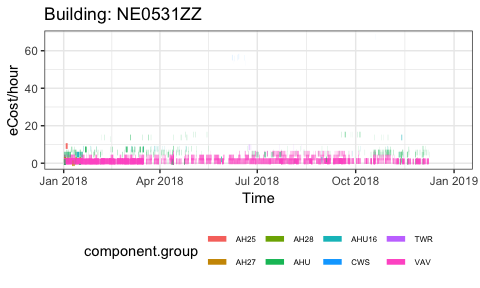 Building: NE0531ZZ
eCost/hour
60
40
20
0
Jan 2018 Apr 2018 Jul 2018 Oct 2018 Jan 2019
Time
component.group
AH25 AH28 AHU16 TWR
AH27 AHU CWS VAV